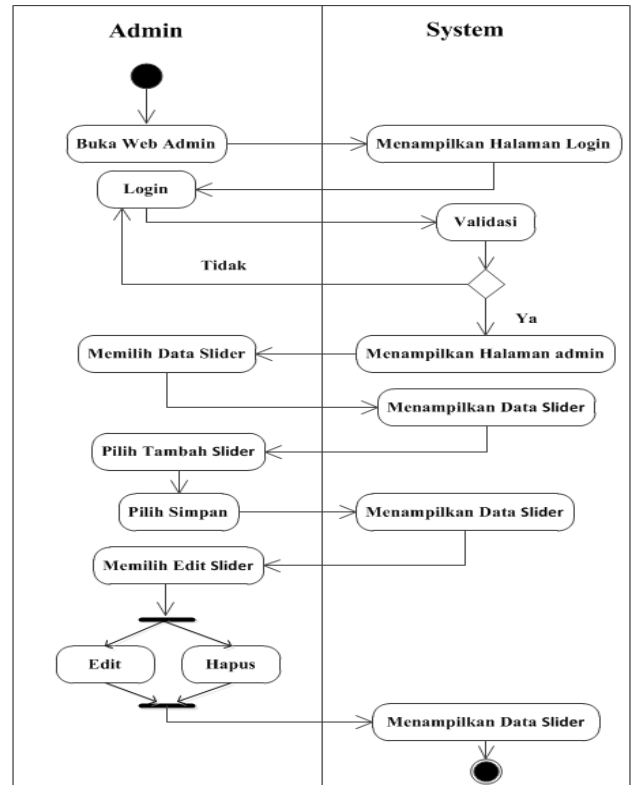 Admin
System
Buka Web Admin
Menampilkan Halaman Login
Login
Validasi
Tidak
Ya
Memilih Data Slider
Menampilkan Halaman admin
Menampilkan Data Slider
Pilih Tambah Slider
Pilih Simpan
Menampilkan Data Slider
Memilih Edit Slider
Edit
Hapus
Menampilkan Data Slider